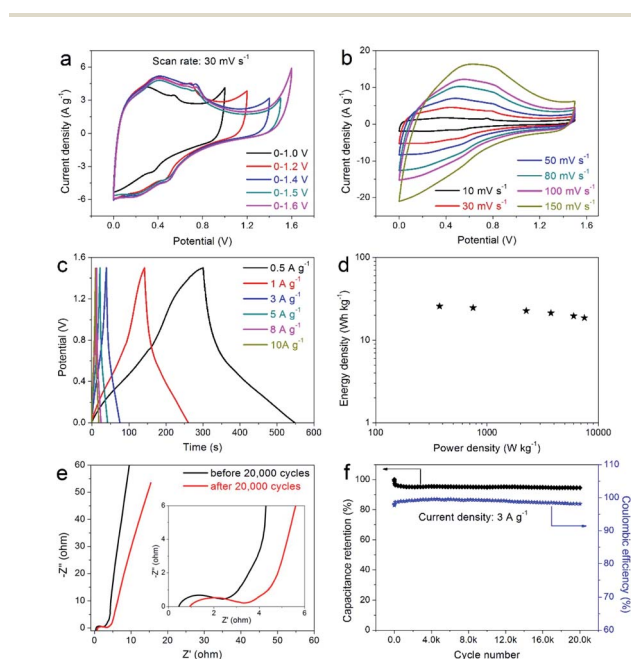 a
Scan rate: 30 mV s⁻¹
Current density (A g⁻¹)
6
3
0
-3
-6
0-1.0 V
0-1.2 V
0-1.4 V
0-1.5 V
0-1.6 V
0.0 0.4 0.8 1.2 1.6
Potential (V)
b
Current density (A g⁻¹)
20
10
0
-10
-20
50 mV s⁻¹
80 mV s⁻¹
10 mV s⁻¹ 100 mV s⁻¹
30 mV s⁻¹ 150 mV s⁻¹
0.0 0.4 0.8 1.2 1.6
Potential (V)
c
Potential (V)
1.6
1.2
0.8
0.4
0.0
0.5 A g⁻¹
1 A g⁻¹
3 A g⁻¹
5 A g⁻¹
8 A g⁻¹
10A g⁻¹
0 100 200 300 400 500 600
Time (s)
d
Energy density (Wh kg⁻¹)
100
10
1
100 1000 10000
Power density (W kg⁻¹)
e
-Z'' (ohm)
60
50
40
30
20
10
0
before 20,000 cycles
after 20,000 cycles
-Z'' (ohm)
6
4
2
0
0 2 4 6
Z' (ohm)
0 10 20 30 40 50 60
Z' (ohm)
f
Capacitance retention (%)
120
100
80
60
40
20
0
Current density: 3 A g⁻¹
Coulombic efficiency (%)
110
100
90
80
70
60
0.0 4.0k 8.0k 12.0k 16.0k 20.0k
Cycle number